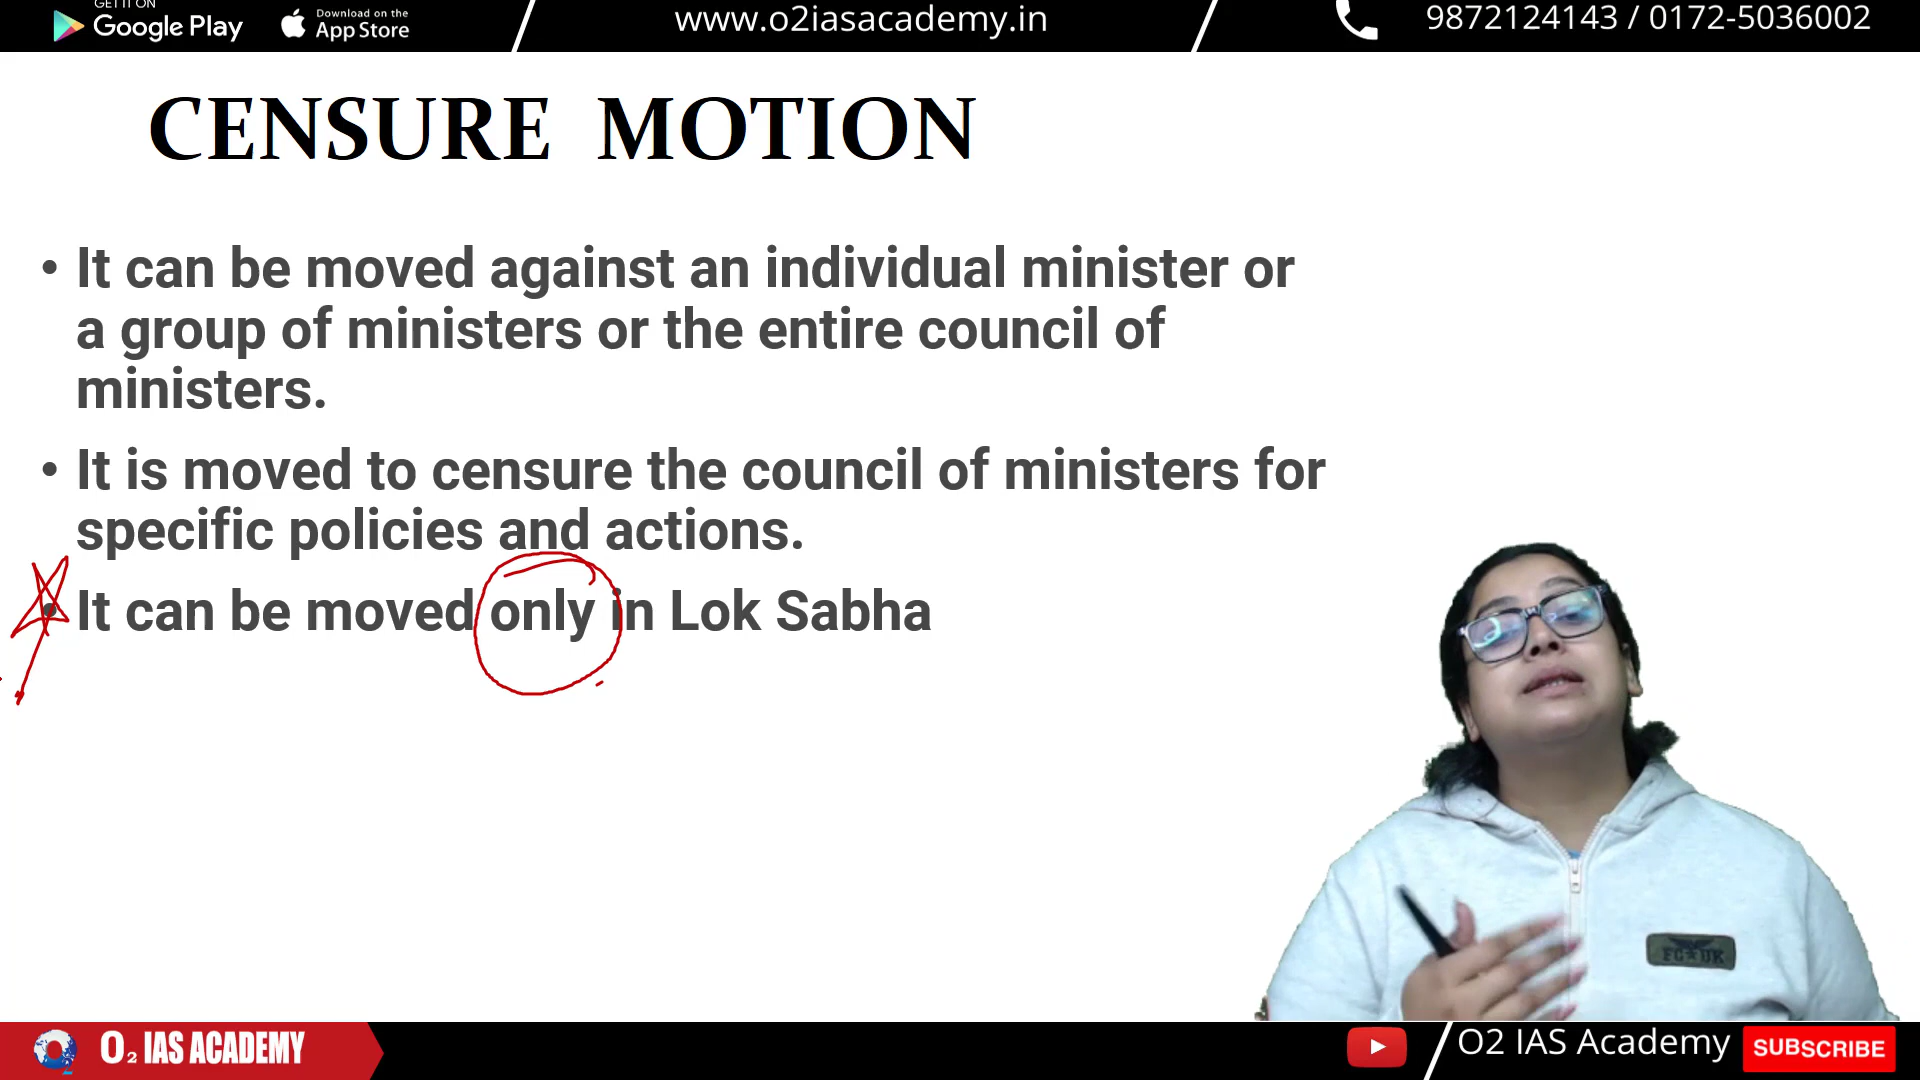 GET IT ON
Google Play
Download on the
App Store
www.o2iasacademy.in
9872124143 / 0172-5036002
CENSURE MOTION
• It can be moved against an individual minister or
a group of ministers or the entire council of
ministers.
• It is moved to censure the council of ministers for
specific policies and actions.
• It can be moved only in Lok Sabha
FC★UK
O2 IAS ACADEMY
O2 IAS Academy
SUBSCRIBE